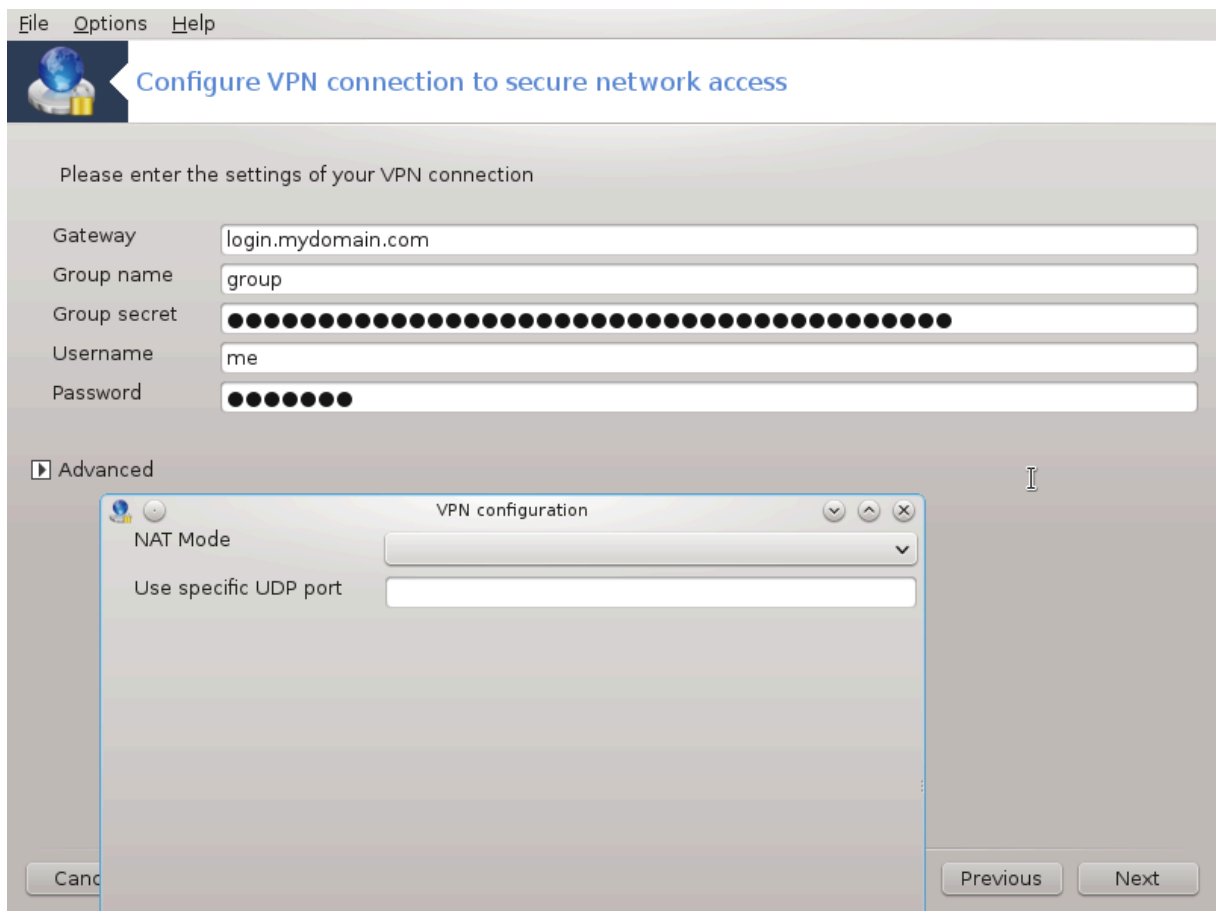 File Options Help
Configure VPN connection to secure network access
Please enter the settings of your VPN connection
Gateway login.mydomain.com
Group name group
Group secret ●●●●●●●●●●●●●●●●●●●●●●●●●●●●●●●●●●●●●●●●
Username me
Password ●●●●●●●
Advanced
VPN configuration
NAT Mode
Use specific UDP port
Previous Next